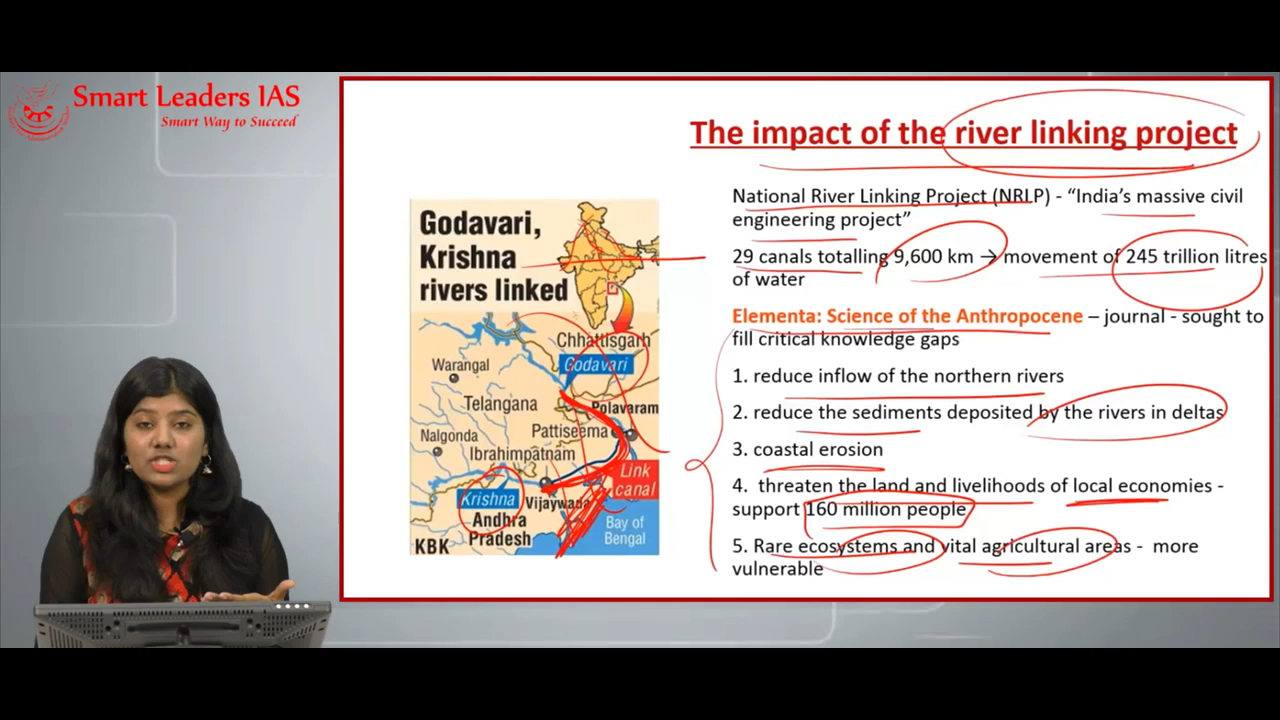 Smart Leaders IAS
Smart Way to Succeed
The impact of the river linking project
National River Linking Project (NRLP) - “India’s massive civil
engineering project”
29 canals totalling 9,600 km → movement of 245 trillion litres
of water
Elementa: Science of the Anthropocene – journal - sought to
fill critical knowledge gaps
1. reduce inflow of the northern rivers
2. reduce the sediments deposited by the rivers in deltas
3. coastal erosion
4. threaten the land and livelihoods of local economies -
support 160 million people
5. Rare ecosystems and vital agricultural areas - more
vulnerable
Godavari,
Krishna
rivers linked
Chhattisgarh
Warangal
Godavari
Telangana
Polavaram
Pattiseema
Nalgonda
Ibrahimpatnam
Link
canal
Krishna
Vijaywada
Andhra
Pradesh
Bay of
Bengal
KBK